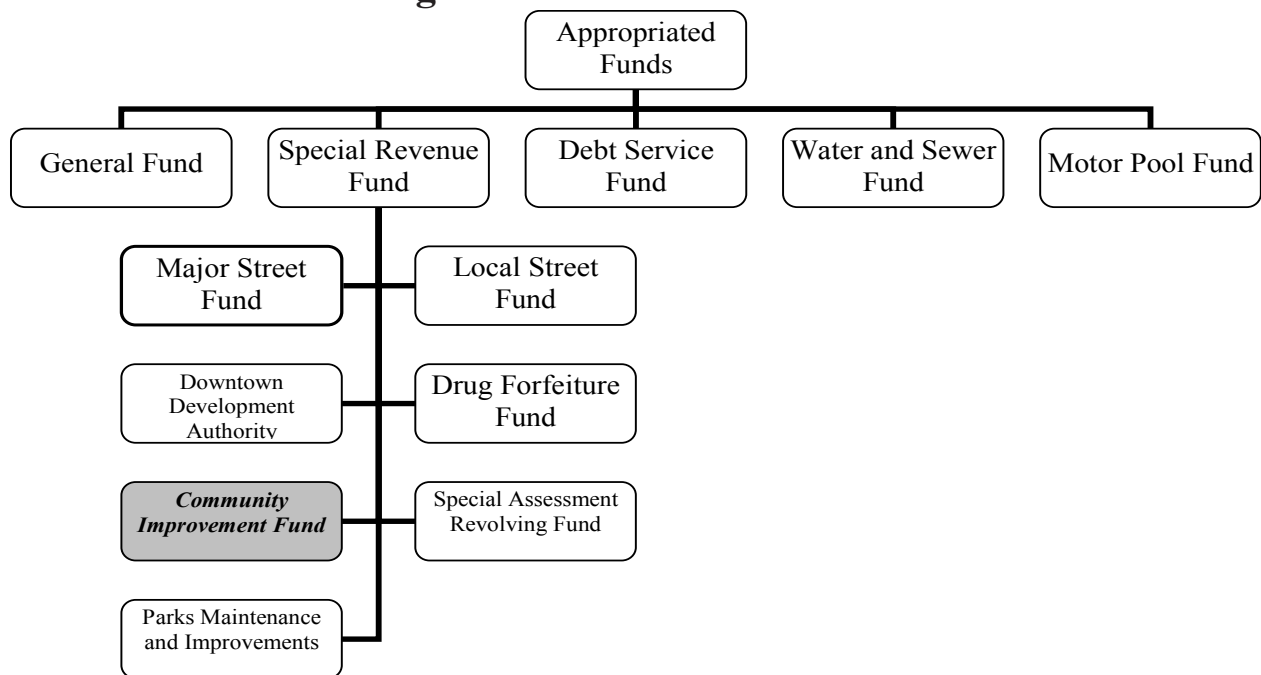 Appropriated
Funds
General Fund
Special Revenue
Fund
Debt Service
Fund
Water and Sewer
Fund
Motor Pool Fund
Major Street
Fund
Local Street
Fund
Downtown
Development
Authority
Drug Forfeiture
Fund
Community
Improvement Fund
Special Assessment
Revolving Fund
Parks Maintenance
and Improvements